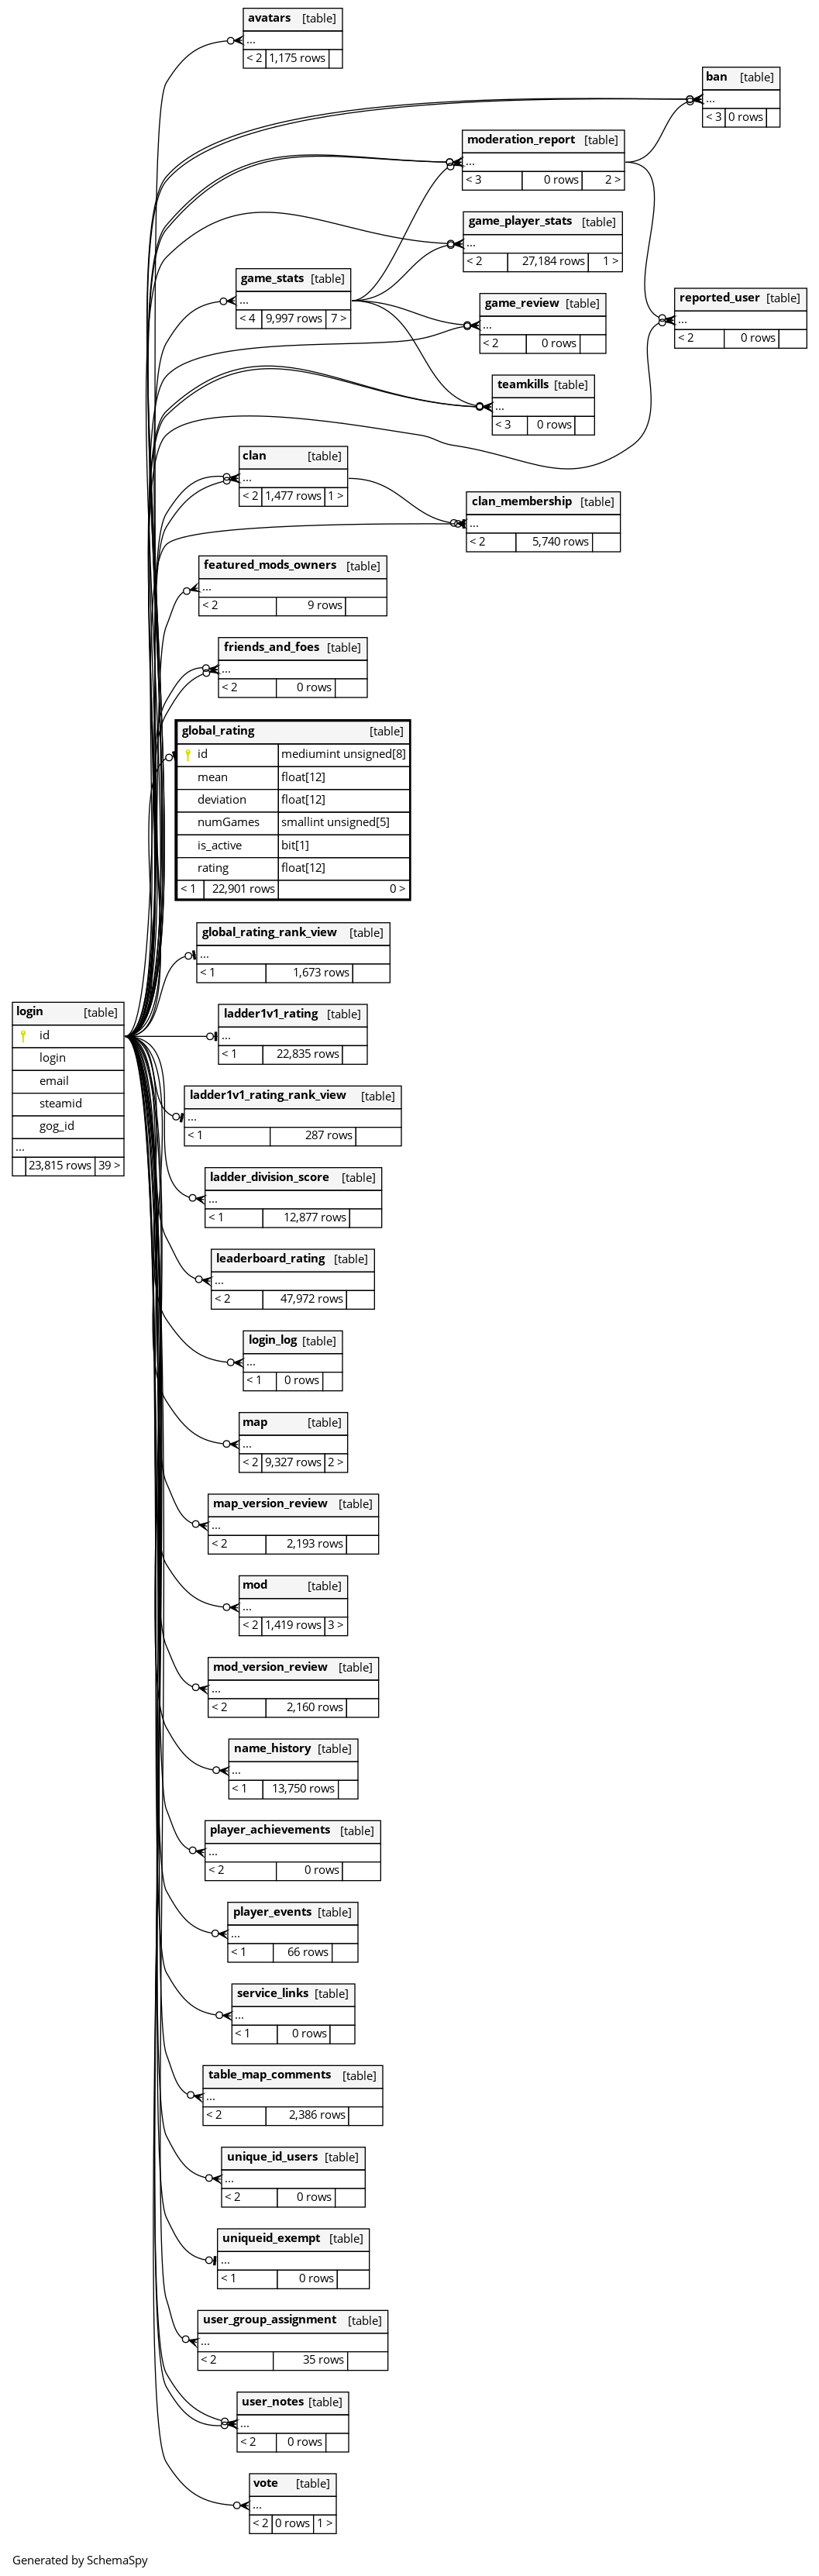 avatars [table]
...
< 2 1,175 rows
ban [table]
...
< 3 0 rows
moderation_report [table]
...
< 3 0 rows 2 >
game_player_stats [table]
...
< 2 27,184 rows 1 >
game_stats [table]
...
< 4 9,997 rows 7 >
game_review [table]
...
< 2 0 rows
reported_user [table]
...
< 2 0 rows
teamkills [table]
...
< 3 0 rows
clan [table]
...
< 2 1,477 rows 1 >
clan_membership [table]
...
< 2 5,740 rows
featured_mods_owners [table]
...
< 2 9 rows
friends_and_foes [table]
...
< 2 0 rows
global_rating [table]
id mediumint unsigned[8]
mean float[12]
deviation float[12]
numGames smallint unsigned[5]
is_active bit[1]
rating float[12]
< 1 22,901 rows 0 >
global_rating_rank_view [table]
...
< 1 1,673 rows
login [table]
id
login
email
steamid
gog_id
...
23,815 rows 39 >
ladder1v1_rating [table]
...
< 1 22,835 rows
ladder1v1_rating_rank_view [table]
...
< 1 287 rows
ladder_division_score [table]
...
< 1 12,877 rows
leaderboard_rating [table]
...
< 2 47,972 rows
login_log [table]
...
< 1 0 rows
map [table]
...
< 2 9,327 rows 2 >
map_version_review [table]
...
< 2 2,193 rows
mod [table]
...
< 2 1,419 rows 3 >
mod_version_review [table]
...
< 2 2,160 rows
name_history [table]
...
< 1 13,750 rows
player_achievements [table]
...
< 2 0 rows
player_events [table]
...
< 1 66 rows
service_links [table]
...
< 1 0 rows
table_map_comments [table]
...
< 2 2,386 rows
unique_id_users [table]
...
< 2 0 rows
uniqueid_exempt [table]
...
< 1 0 rows
user_group_assignment [table]
...
< 2 35 rows
user_notes [table]
...
< 2 0 rows
vote [table]
...
< 2 0 rows 1 >
Generated by SchemaSpy